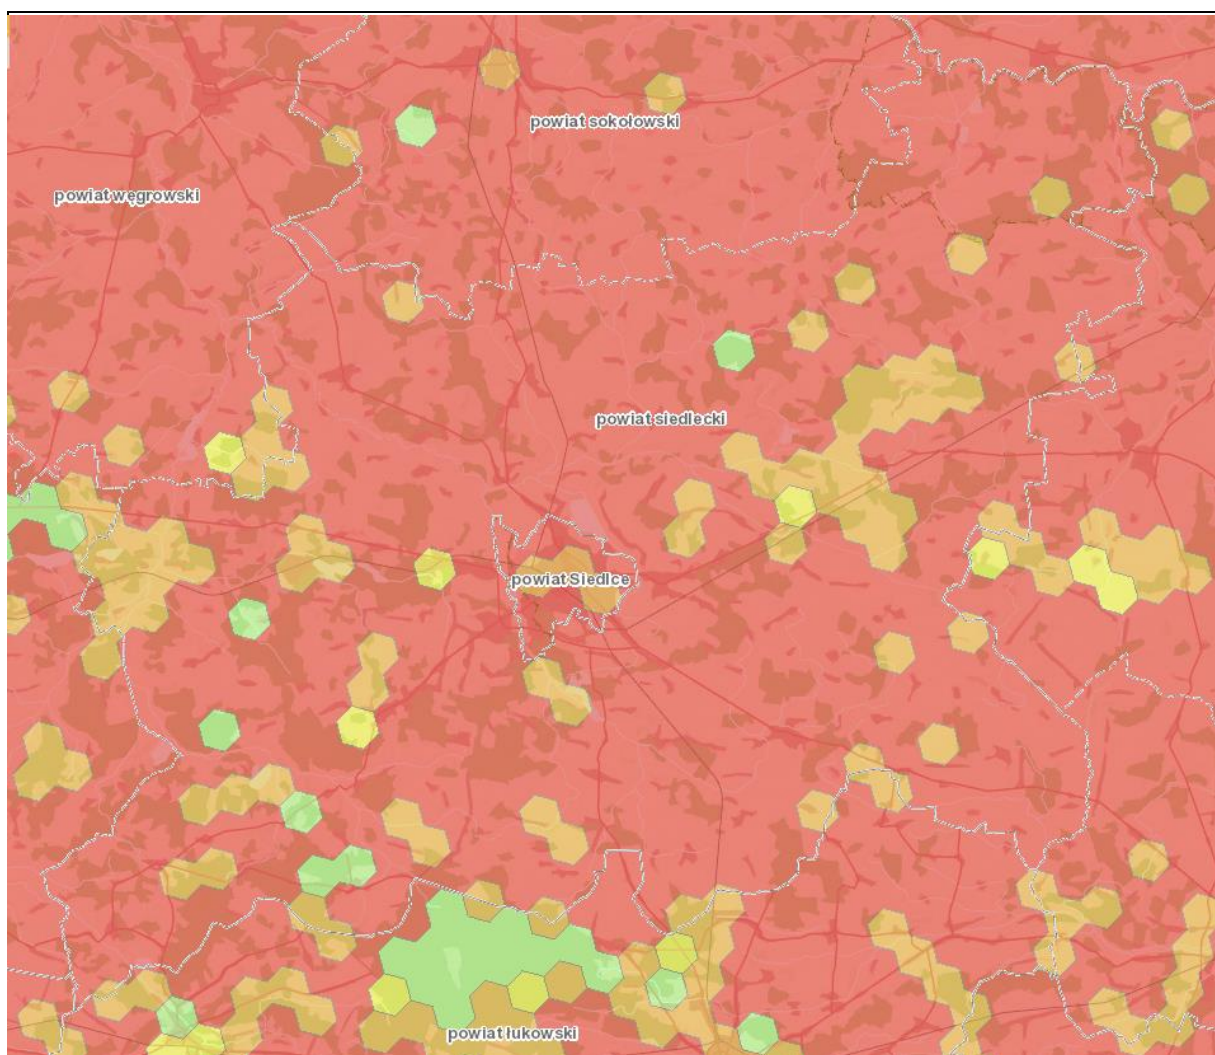 powiat sokołowski
powiat węgrowski
powiat siedlecki
powiat Siedlce
powiat łukowski